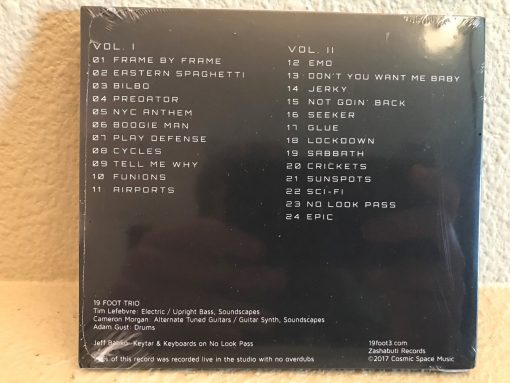 VOL. I
01 FRAME BY FRAME
02 EASTERN SPAGHETTI
03 BILBO
04 PREDATOR
05 NYC ANTHEM
06 BOOGIE MAN
07 PLAY DEFENSE
08 CYCLES
09 TELL ME WHY
10 FUNIONS
11 AIRPORTS
VOL. II
12 EMO
13 DON'T YOU WANT ME BABY
14 JERKY
15 NOT GOIN' BACK
16 SEEKER
17 GLUE
18 LOCKDOWN
19 SABBATH
20 CRICKETS
21 SUNSPOTS
22 SCI-FI
23 NO LOOK PASS
24 EPIC
19 FOOT TRIO
Tim Lefebvre: Electric / Upright Bass, Soundscapes
Cameron Morgan: Alternate Tuned Guitars / Guitar Synth, Soundscapes
Adam Gust: Drums
Jeff Babko: Keytar & Keyboards on No Look Pass
of this record was recorded live in the studio with no overdubs
19foot3.com
Zashabuti Records
©2017 Cosmic Space Music